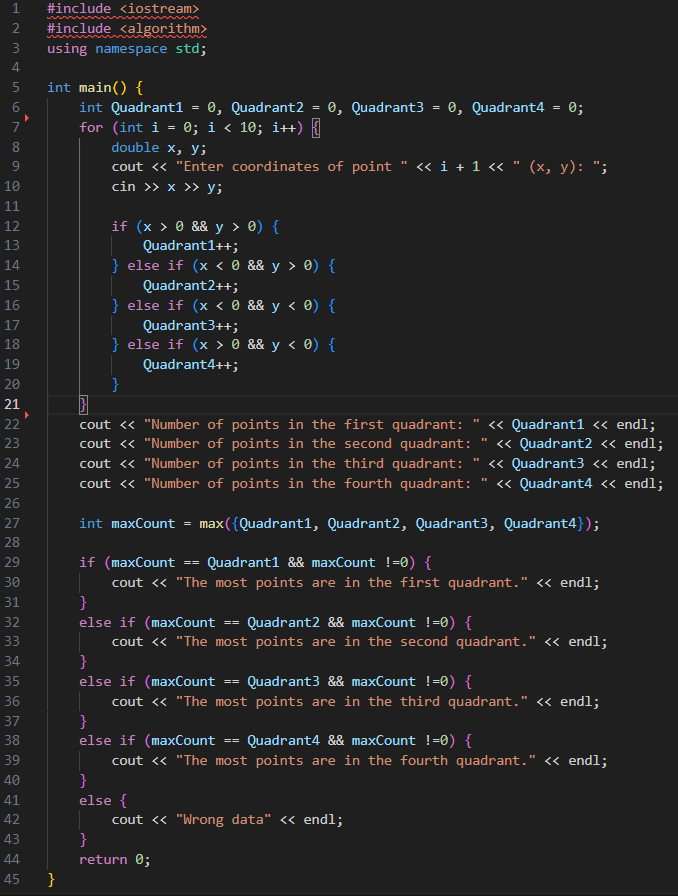 1 #include <iostream>
2 #include <algorithm>
3 using namespace std;
4
5 int main() {
6     int Quadrant1 = 0, Quadrant2 = 0, Quadrant3 = 0, Quadrant4 = 0;
7     for (int i = 0; i < 10; i++) {
8         double x, y;
9         cout << "Enter coordinates of point " << i + 1 << " (x, y): ";
10         cin >> x >> y;
11
12         if (x > 0 && y > 0) {
13             Quadrant1++;
14         } else if (x < 0 && y > 0) {
15             Quadrant2++;
16         } else if (x < 0 && y < 0) {
17             Quadrant3++;
18         } else if (x > 0 && y < 0) {
19             Quadrant4++;
20         }
21     }
22     cout << "Number of points in the first quadrant: " << Quadrant1 << endl;
23     cout << "Number of points in the second quadrant: " << Quadrant2 << endl;
24     cout << "Number of points in the third quadrant: " << Quadrant3 << endl;
25     cout << "Number of points in the fourth quadrant: " << Quadrant4 << endl;
26
27     int maxCount = max({Quadrant1, Quadrant2, Quadrant3, Quadrant4});
28
29     if (maxCount == Quadrant1 && maxCount !=0) {
30         cout << "The most points are in the first quadrant." << endl;
31     }
32     else if (maxCount == Quadrant2 && maxCount !=0) {
33         cout << "The most points are in the second quadrant." << endl;
34     }
35     else if (maxCount == Quadrant3 && maxCount !=0) {
36         cout << "The most points are in the third quadrant." << endl;
37     }
38     else if (maxCount == Quadrant4 && maxCount !=0) {
39         cout << "The most points are in the fourth quadrant." << endl;
40     }
41     else {
42         cout << "Wrong data" << endl;
43     }
44     return 0;
45 }